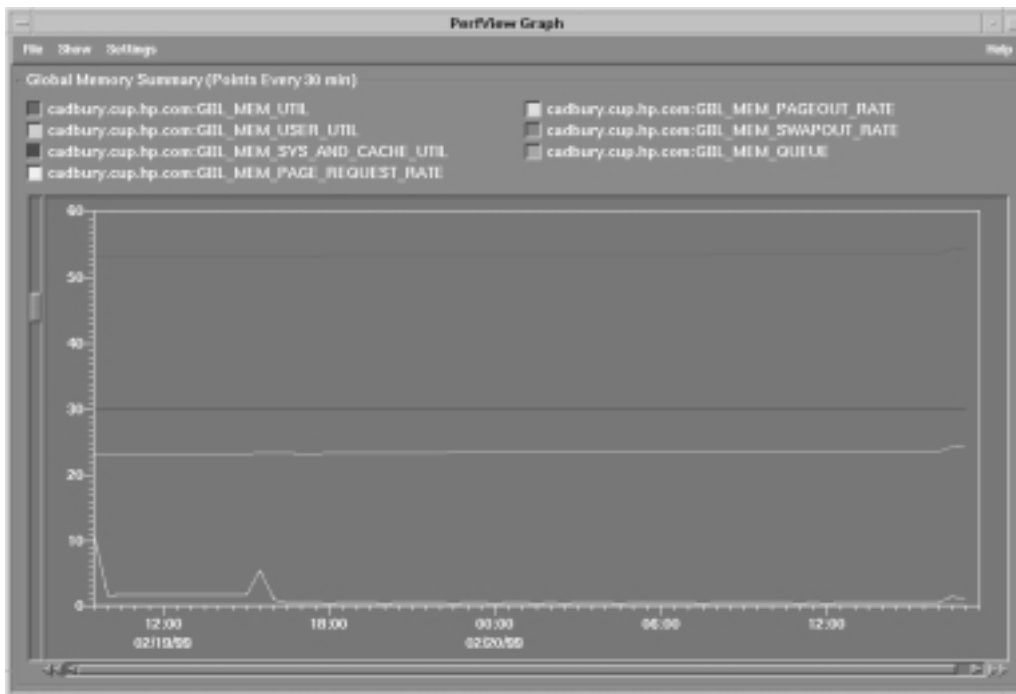 PerfView Graph
File Show Settings Help
Global Memory Summary (Points Every 30 min)
cadbury.cup.hp.com:GBL_MEM_UTIL
cadbury.cup.hp.com:GBL_MEM_USER_UTIL
cadbury.cup.hp.com:GBL_MEM_SYS_AND_CACHE_UTIL
cadbury.cup.hp.com:GBL_MEM_PAGE_REQUEST_RATE
cadbury.cup.hp.com:GBL_MEM_PAGEOUT_RATE
cadbury.cup.hp.com:GBL_MEM_SWAPOUT_RATE
cadbury.cup.hp.com:GBL_MEM_QUEUE
60
50
40
30
20
10
0
12:00 18:00 00:00 06:00 12:00
02/19/99 02/20/99